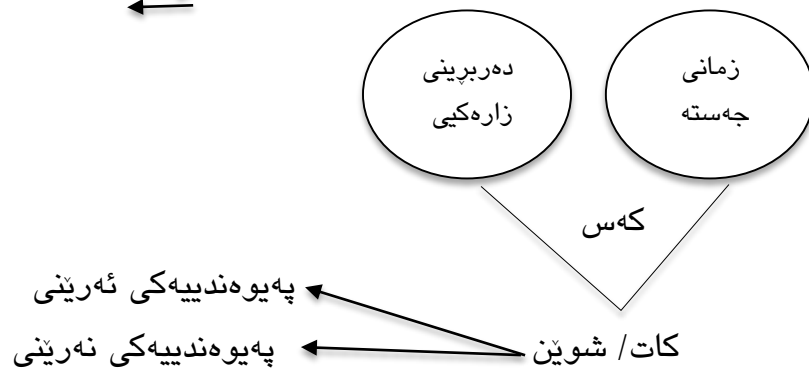 زمانی
جەستە
دەربڕینی
زارەکیی
کەس
کات/ شوێن
پەیوەندییەکی ئەرێنی
پەیوەندییەکی نەرێنی